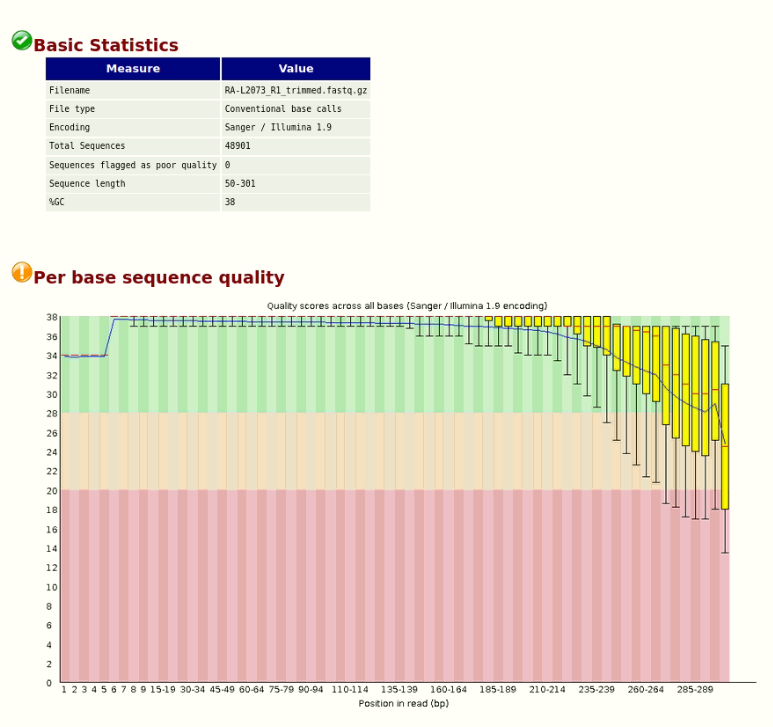 Basic Statistics
Measure Value
Filename RA-L2073_R1_trimmed.fastq.gz
File type Conventional base calls
Encoding Sanger / Illumina 1.9
Total Sequences 48901
Sequences flagged as poor quality 0
Sequence length 50-301
%GC 38
Per base sequence quality
Quality scores across all bases (Sanger / Illumina 1.9 encoding)
38
36
34
32
30
28
26
24
22
20
18
16
14
12
10
8
6
4
2
0
1 2 3 4 5 6 7 8 9 15-19 30-34 45-49 60-64 75-79 90-94 110-114 135-139 160-164 185-189 210-214 235-239 260-264 285-289
Position in read (bp)